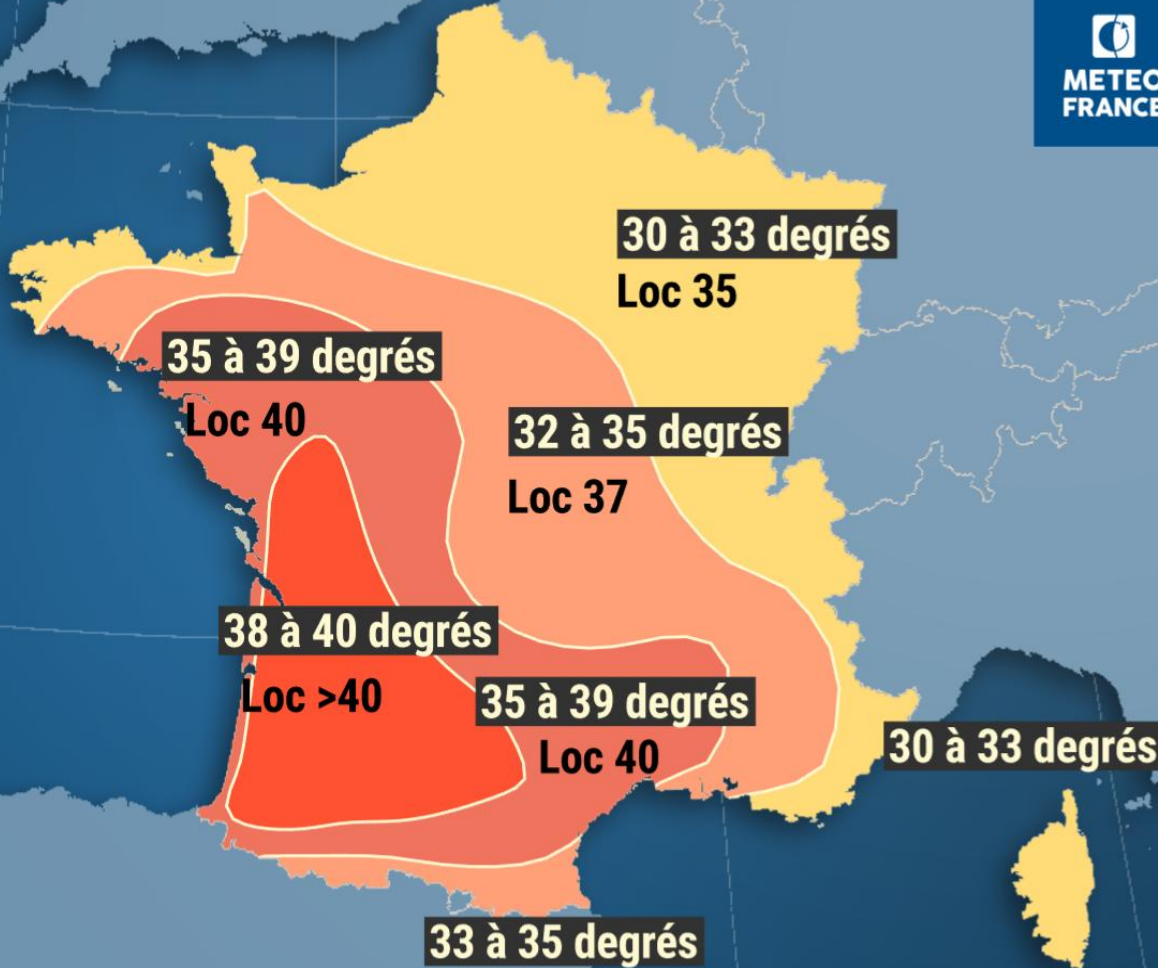 METEO
FRANCE
30 à 33 degrés
Loc 35
35 à 39 degrés
Loc 40
32 à 35 degrés
Loc 37
38 à 40 degrés
Loc >40
35 à 39 degrés
Loc 40
30 à 33 degrés
33 à 35 degrés